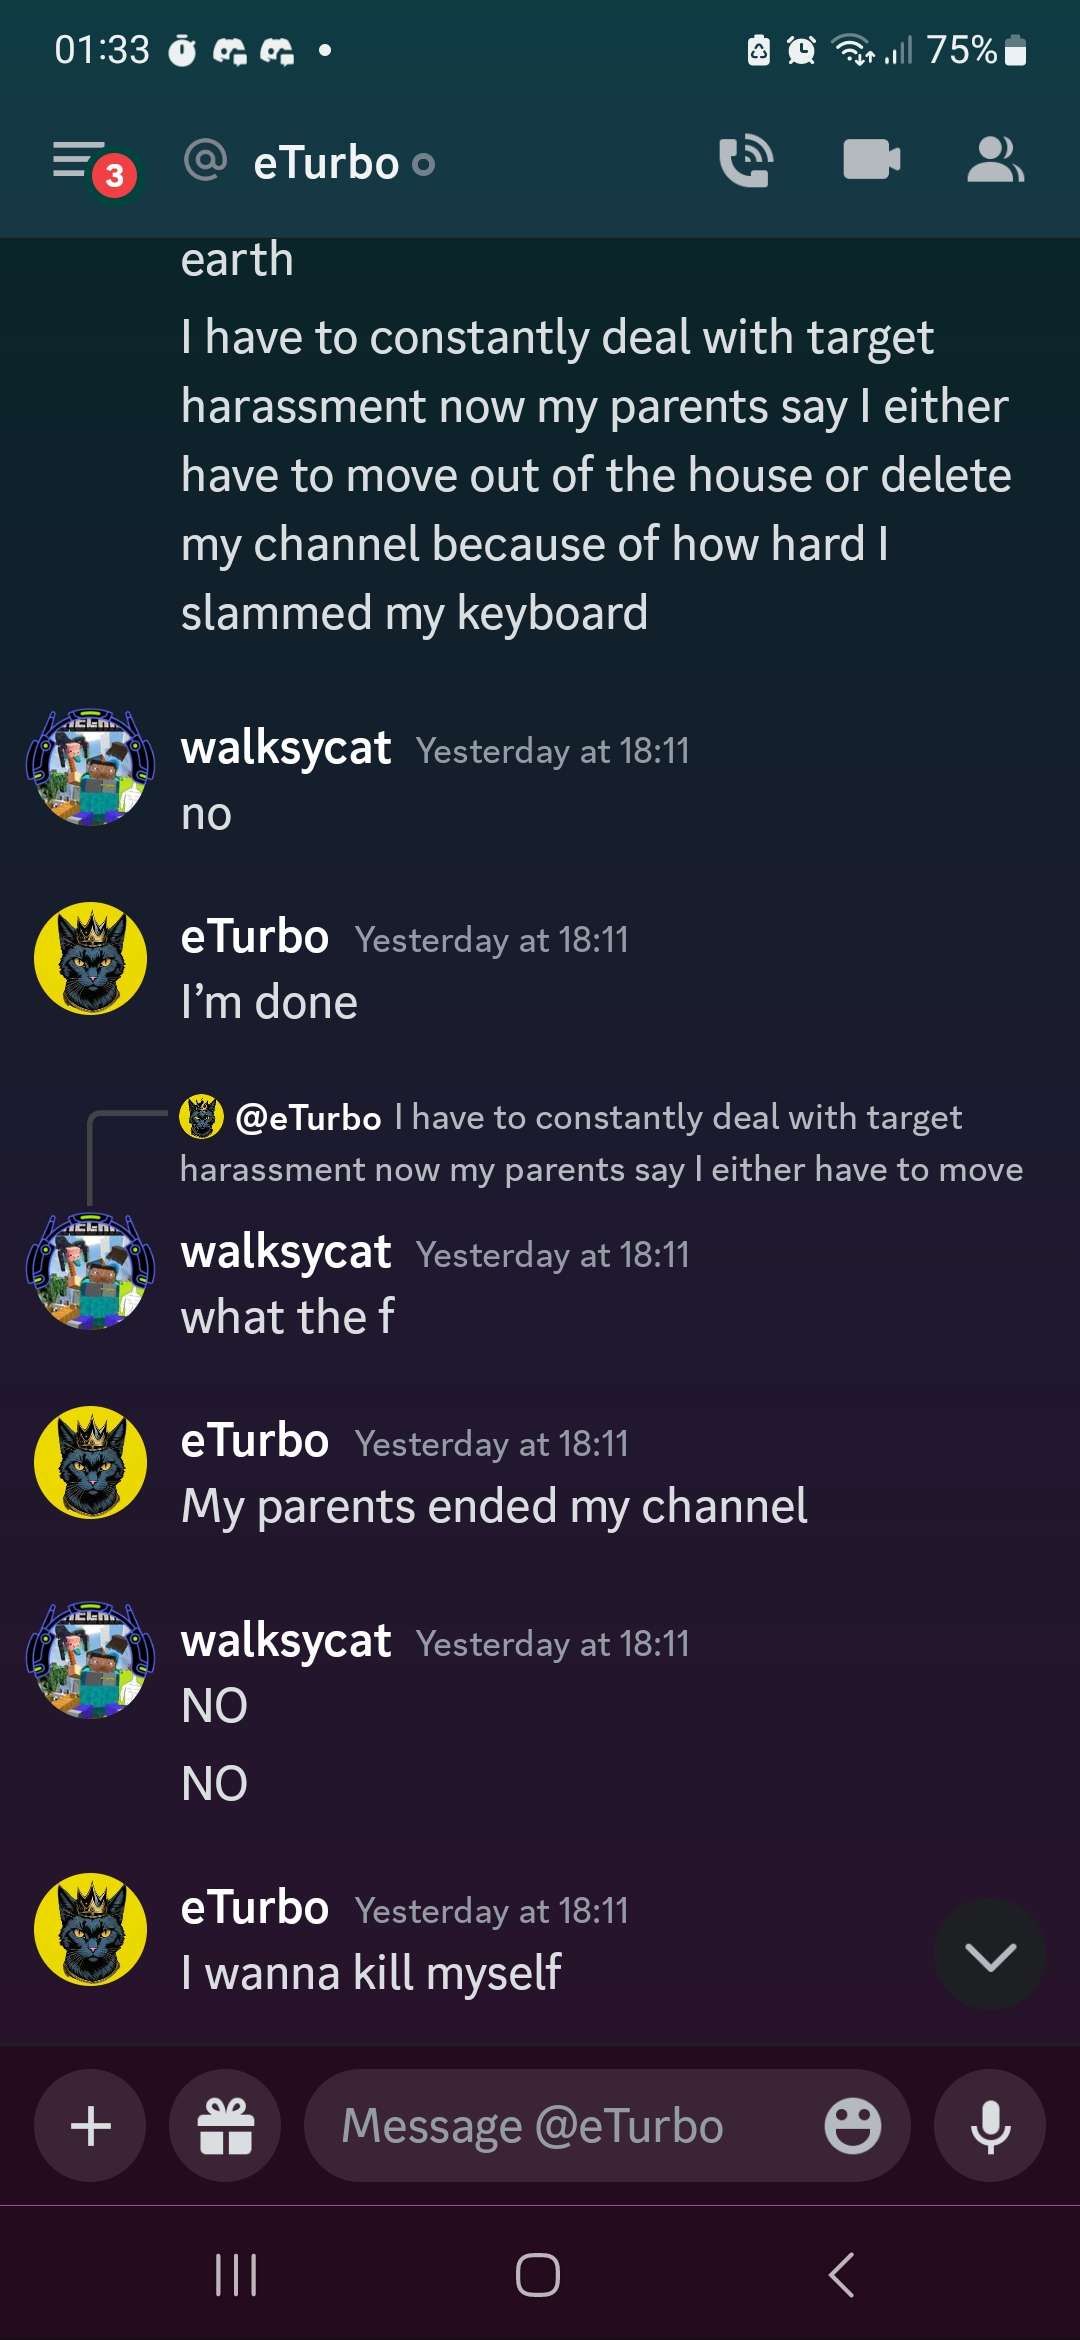 01:33
75%
3
eTurbo
earth
I have to constantly deal with target
harassment now my parents say I either
have to move out of the house or delete
my channel because of how hard I
slammed my keyboard
walksycat Yesterday at 18:11
no
eTurbo Yesterday at 18:11
I’m done
@eTurbo I have to constantly deal with target
harassment now my parents say I either have to move
walksycat Yesterday at 18:11
what the f
eTurbo Yesterday at 18:11
My parents ended my channel
walksycat Yesterday at 18:11
NO
NO
eTurbo Yesterday at 18:11
I wanna kill myself
Message @eTurbo